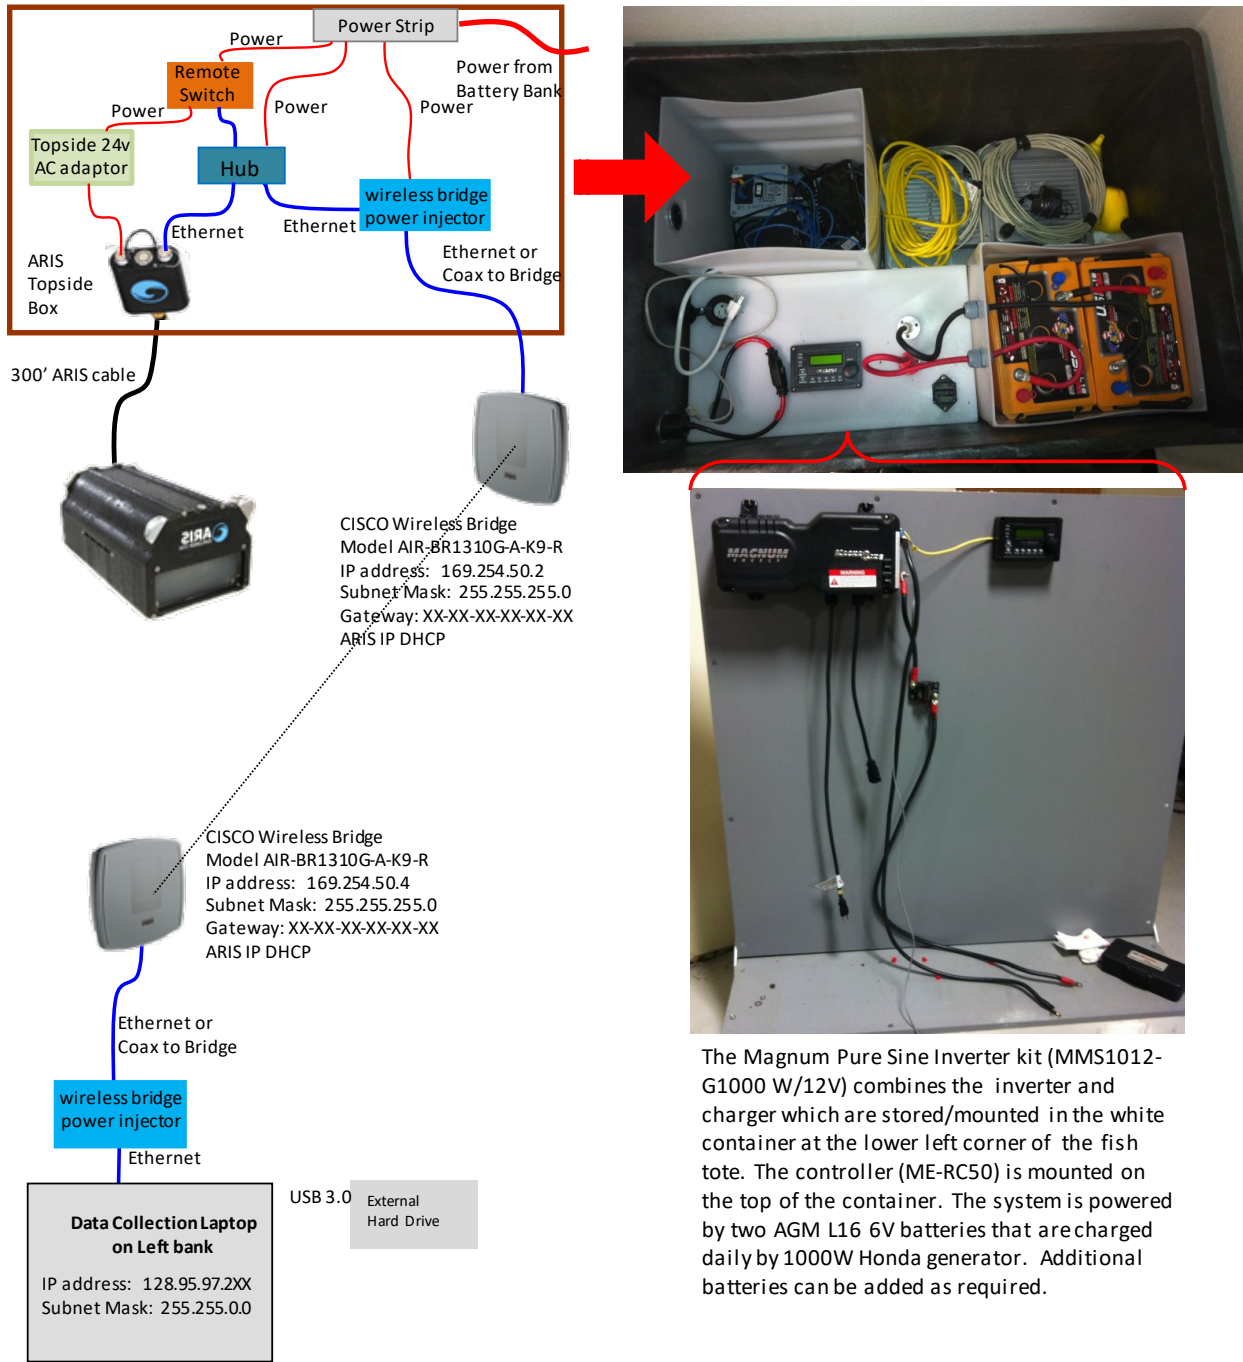 Power Strip
Power
Power from
Battery Bank
Remote
Switch
Power
Power
Power
Topside 24v
AC adaptor
Hub
wireless bridge
power injector
Ethernet
Ethernet
Ethernet or
Coax to Bridge
ARIS
Topside
Box
300’ ARIS cable
ARIS
CISCO Wireless Bridge
Model AIR-BR1310G-A-K9-R
IP address:  169.254.50.2
Subnet Mask:  255.255.255.0
Gateway: XX-XX-XX-XX-XX-XX
ARIS IP DHCP
CISCO Wireless Bridge
Model AIR-BR1310G-A-K9-R
IP address:  169.254.50.4
Subnet Mask:  255.255.255.0
Gateway: XX-XX-XX-XX-XX-XX
ARIS IP DHCP
Ethernet or
Coax to Bridge
wireless bridge
power injector
Ethernet
Data Collection Laptop
on Left bank
IP address:  128.95.97.2XX
Subnet Mask:  255.255.0.0
USB 3.0
External
Hard Drive
MAGNUM
ENERGY
WARNING
The Magnum Pure Sine Inverter kit (MMS1012-
G1000 W/12V) combines the  inverter and
charger which are stored/mounted in the white
container at the lower left corner of  the fish
tote.  The controller (ME-RC50) is mounted on
the top of the container.  The system is powered
by two AGM L16 6V batteries that are charged
daily by 1000W Honda generator.  Additional
batteries can be added as required.